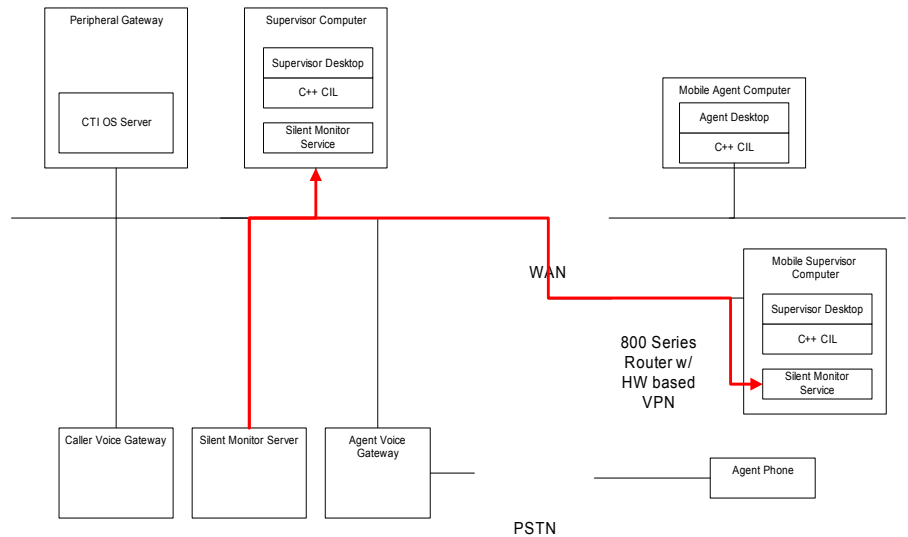 Peripheral Gateway
CTI OS Server
Supervisor Computer
Supervisor Desktop
C++ CIL
Silent Monitor
Service
Mobile Agent Computer
Agent Desktop
C++ CIL
WAN
Mobile Supervisor
Computer
Supervisor Desktop
C++ CIL
Silent Monitor
Service
800 Series
Router w/
HW based
VPN
Caller Voice Gateway
Silent Monitor Server
Agent Voice
Gateway
Agent Phone
PSTN